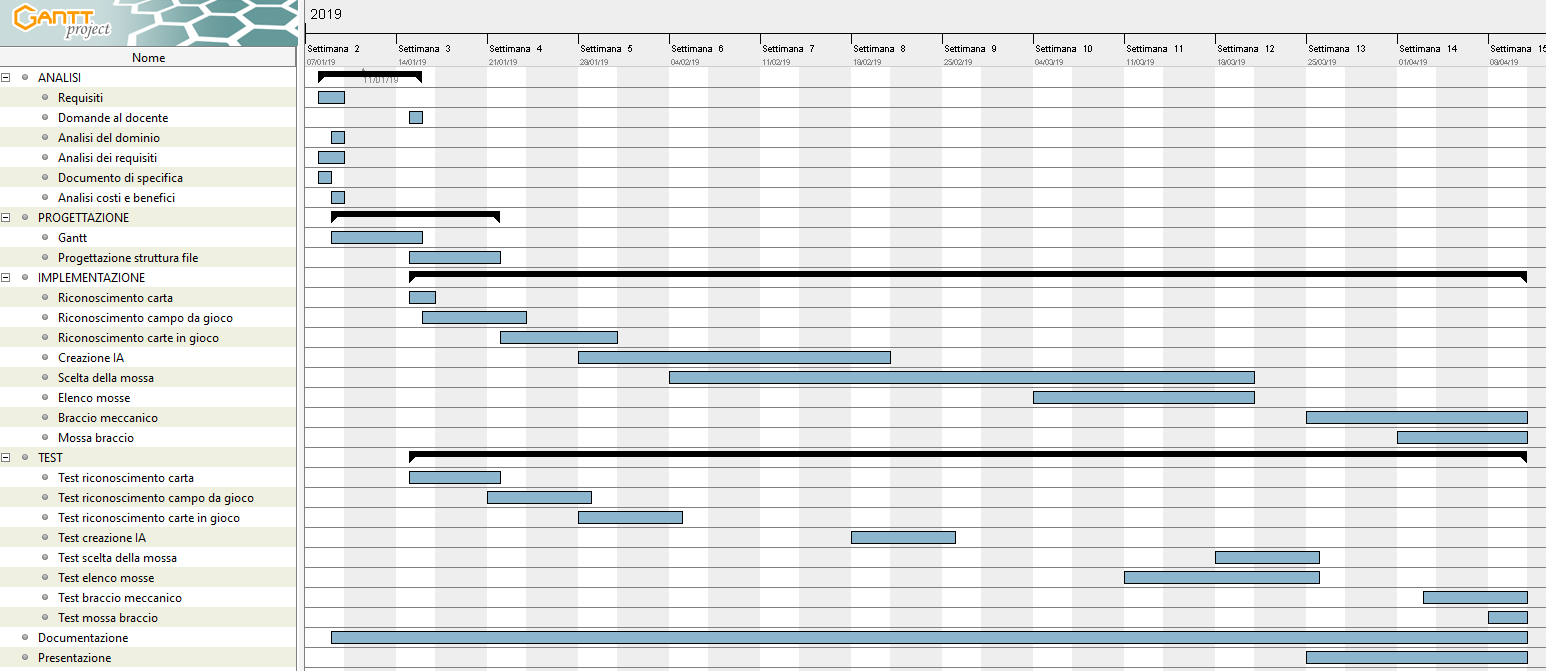 GANTT
project
2019
Settimana 2
Settimana 3
Settimana 4
Settimana 5
Settimana 6
Settimana 7
Settimana 8
Settimana 9
Settimana 10
Settimana 11
Settimana 12
Settimana 13
Settimana 14
Settimana 15
Nome
07/01/19
14/01/19
21/01/19
28/01/19
04/02/19
11/02/19
18/02/19
25/02/19
04/03/19
11/03/19
18/03/19
25/03/19
01/04/19
08/04/19
ANALISI
11/01/19
Requisiti
Domande al docente
Analisi del dominio
Analisi dei requisiti
Documento di specifica
Analisi costi e benefici
PROGETTAZIONE
Gantt
Progettazione struttura file
IMPLEMENTAZIONE
Riconoscimento carta
Riconoscimento campo da gioco
Riconoscimento carte in gioco
Creazione IA
Scelta della mossa
Elenco mosse
Braccio meccanico
Mossa braccio
TEST
Test riconoscimento carta
Test riconoscimento campo da gioco
Test riconoscimento carte in gioco
Test creazione IA
Test scelta della mossa
Test elenco mosse
Test braccio meccanico
Test mossa braccio
Documentazione
Presentazione